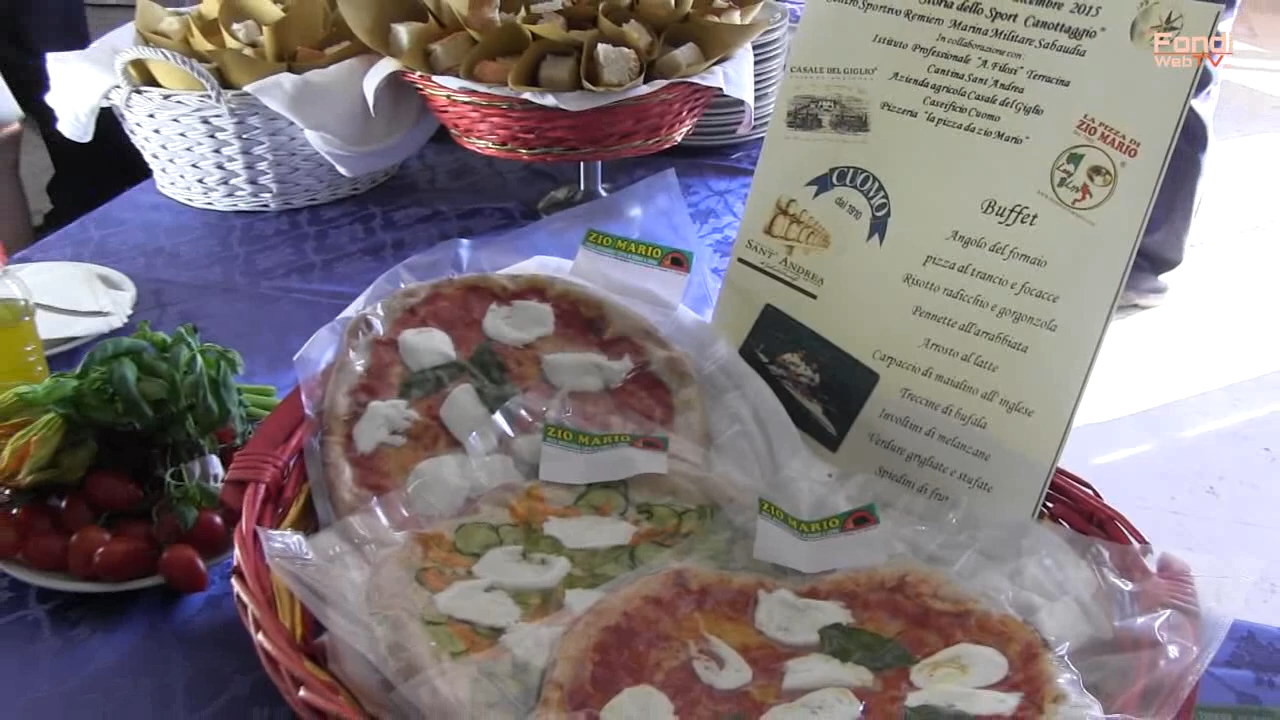 2015
Storia dello Sport Canottaggio"
Centro Sportivo Remiero Marina Militare Sabaudia
In collaborazione con:
Istituto Professionale "A. Filosi" Terracina
Cantina Sant'Andrea
Azienda agricola Casale del Giglio
Caseificio Cuomo
Pizzeria "la pizza da zio Mario"
Fondi
WebTV
CASALE DEL GIGLIO
CUOMO
dal 1910
SANT'ANDREA
LA PIZZA DI
ZIO MARIO
Buffet
Angolo del fornaio
pizza al trancio e focacce
Risotto radicchio e gorgonzola
Pennette all'arrabbiata
Arrosto al latte
Carpaccio di maialino all'inglese
Treccine di bufala
Involtini di melanzane
Verdure grigliate e stufate
Spiedini di
ZIO MARIO
ZIO MARIO
ZIO MARIO